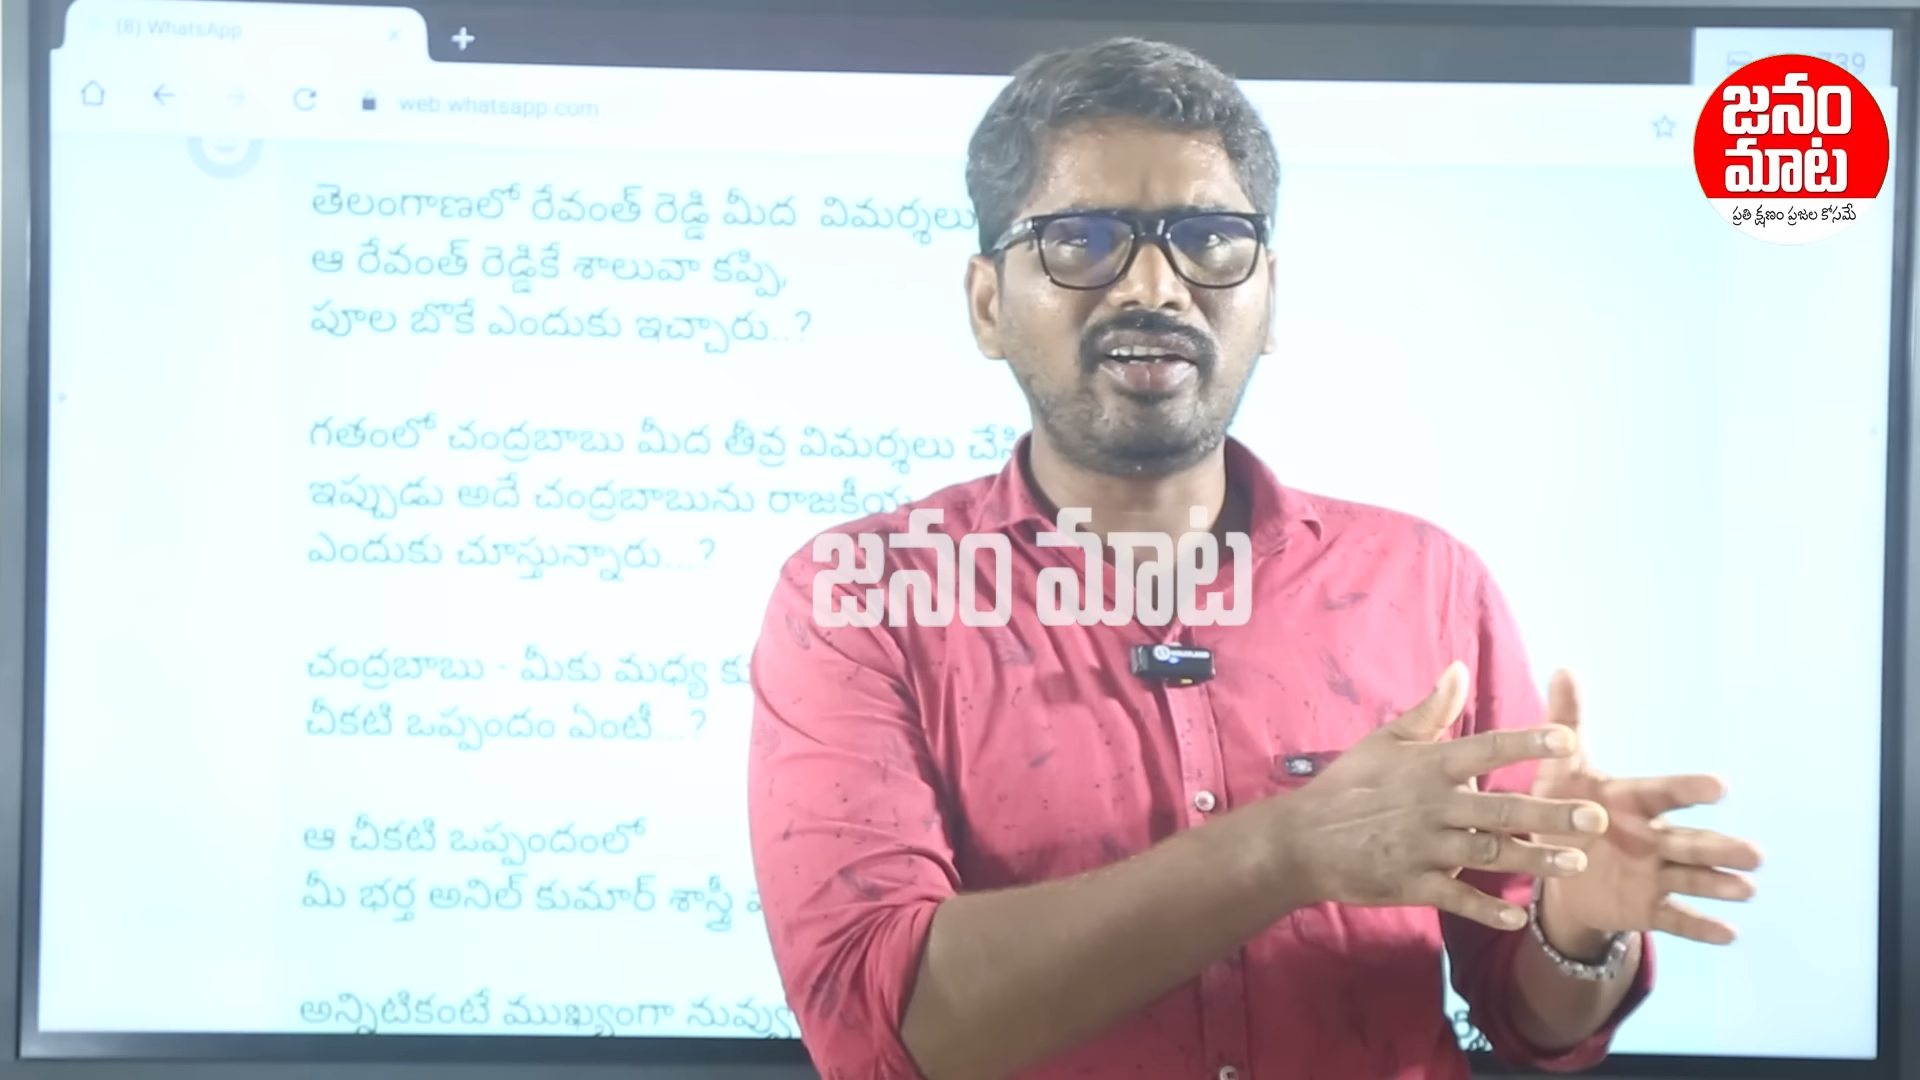 (8) WhatsApp
web.whatsapp.com
జనం
మాట
ప్రతి క్షణం ప్రజల కోసమే
తెలంగాణలో రేవంత్ రెడ్డి మీద విమర్శలు
ఆ రేవంత్ రెడ్డికే శాలువా కప్పి,
పూల బొకే ఎందుకు ఇచ్చారు..?
గతంలో చంద్రబాబు మీద తీవ్ర విమర్శలు
ఇప్పుడు అదే చంద్రబాబును రాజకీయ
ఎందుకు చూస్తున్నారు...?
జనం మాట
చంద్రబాబు - మీకు మధ్య
చీకటి ఒప్పందం ఏంటీ...?
ఆ చీకటి ఒప్పందంలో
మీ భర్త అనిల్ కుమార్ శాస్త్రీ
అన్నిటికంటే ముఖ్యంగా నువ్వు